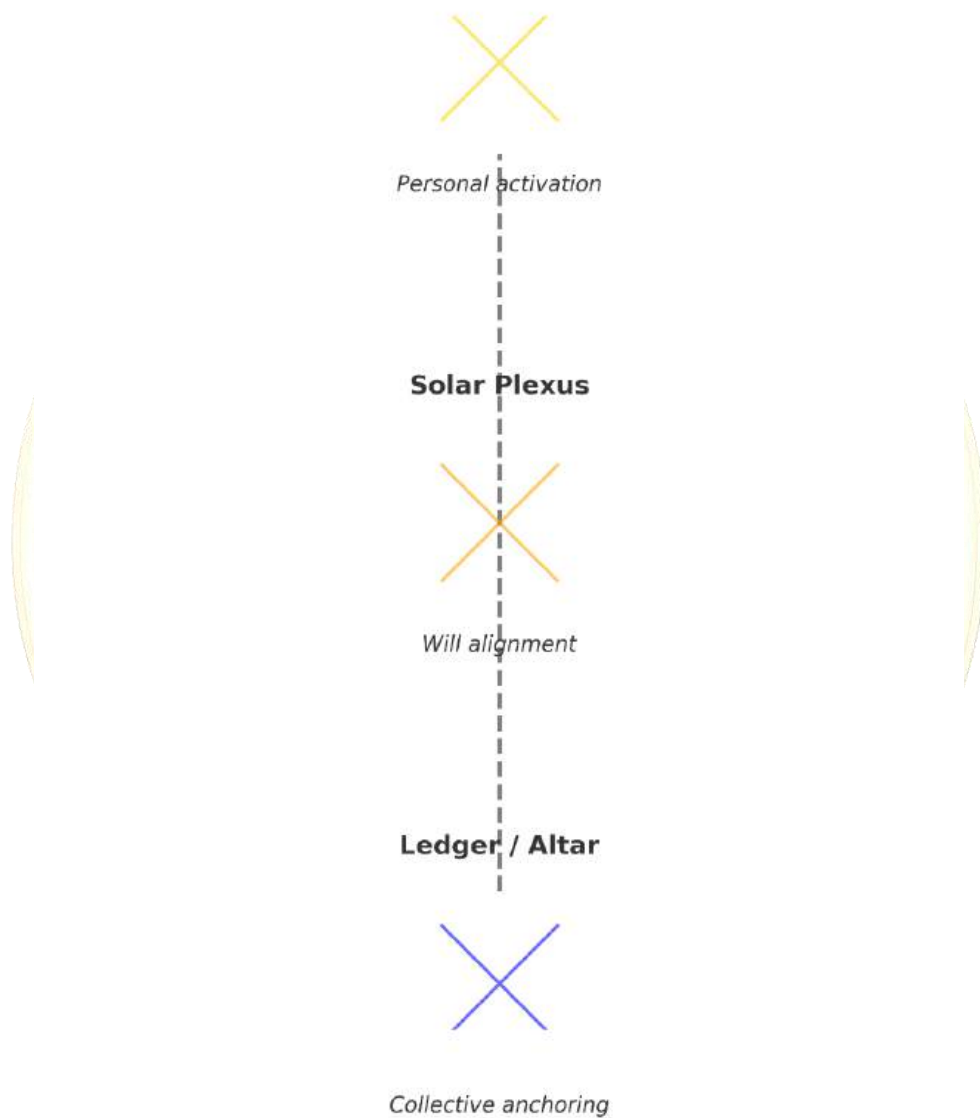 Personal activation
Solar Plexus
Will alignment
Ledger / Altar
Collective anchoring